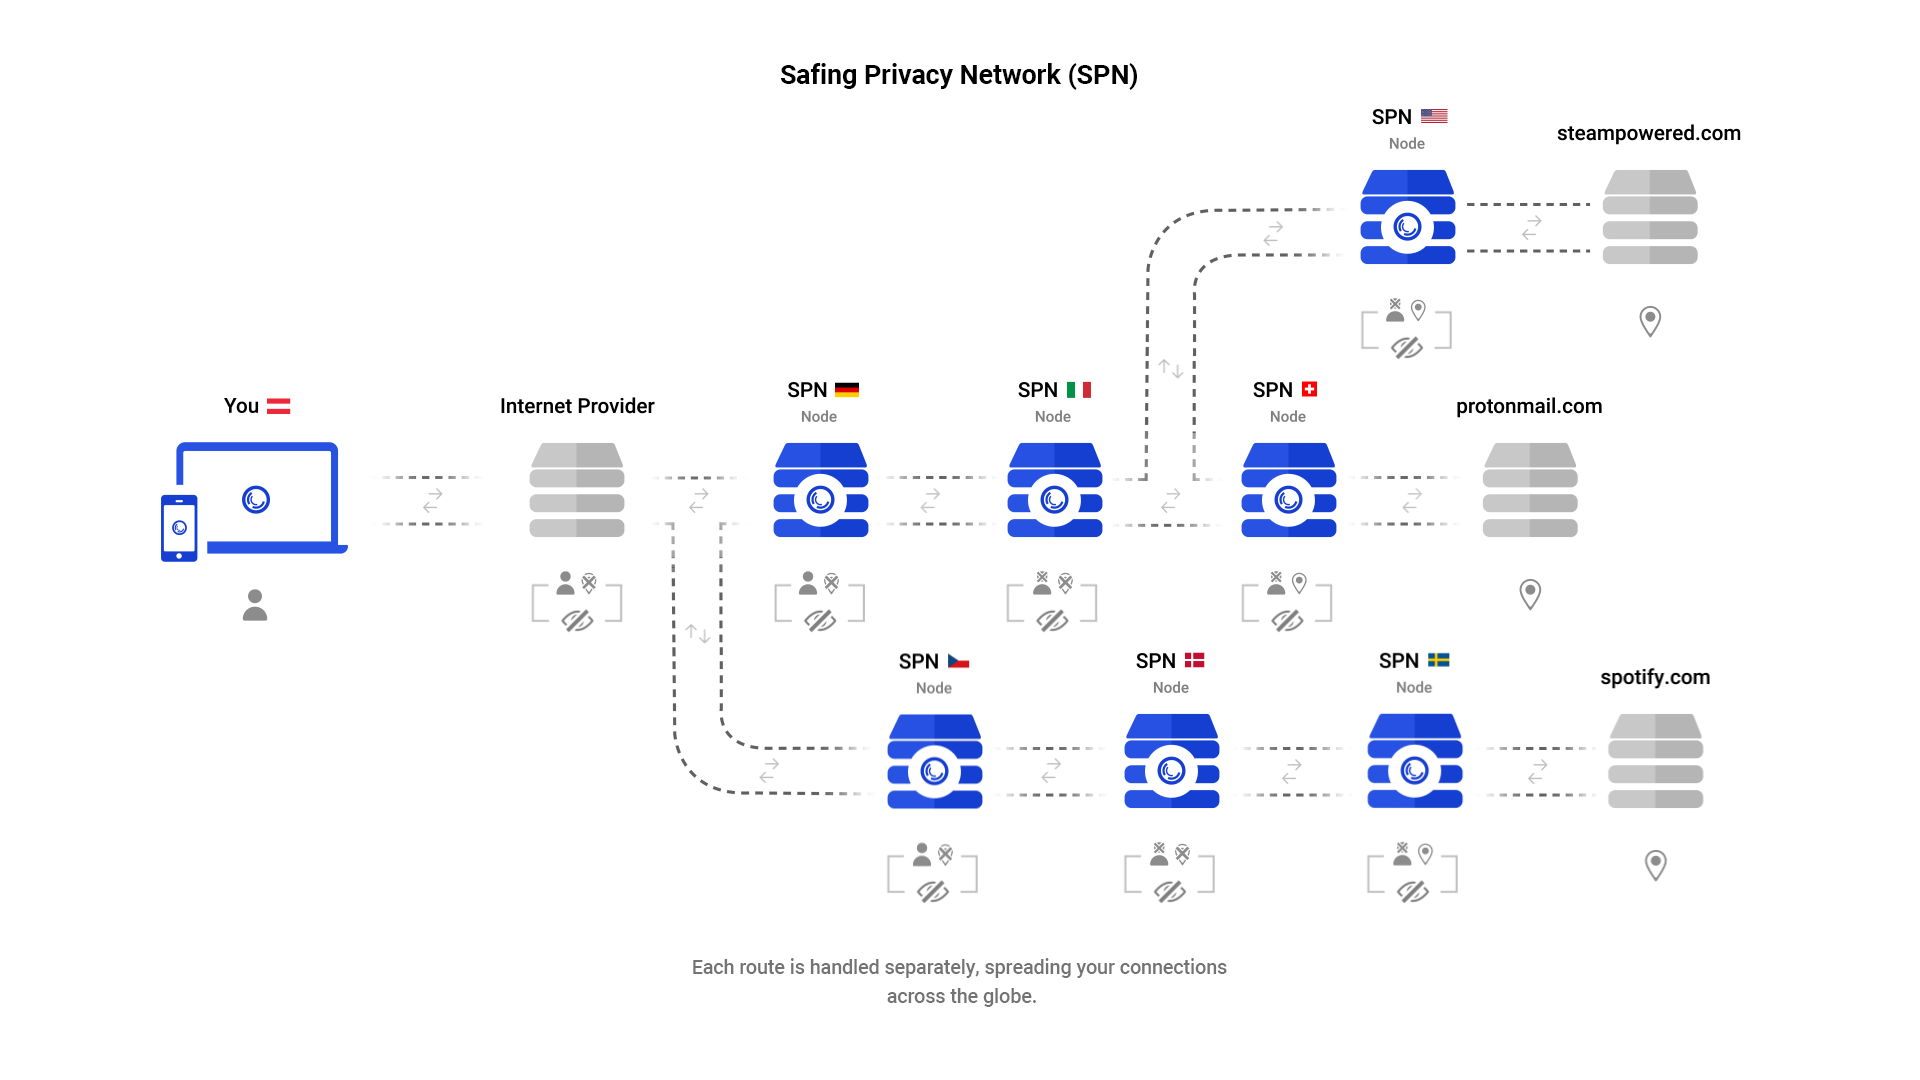 Safing Privacy Network (SPN)
SPN
Node
steampowered.com
You
Internet Provider
SPN
Node
SPN
Node
SPN
Node
protonmail.com
SPN
Node
SPN
Node
SPN
Node
spotify.com
Each route is handled separately, spreading your connections
across the globe.